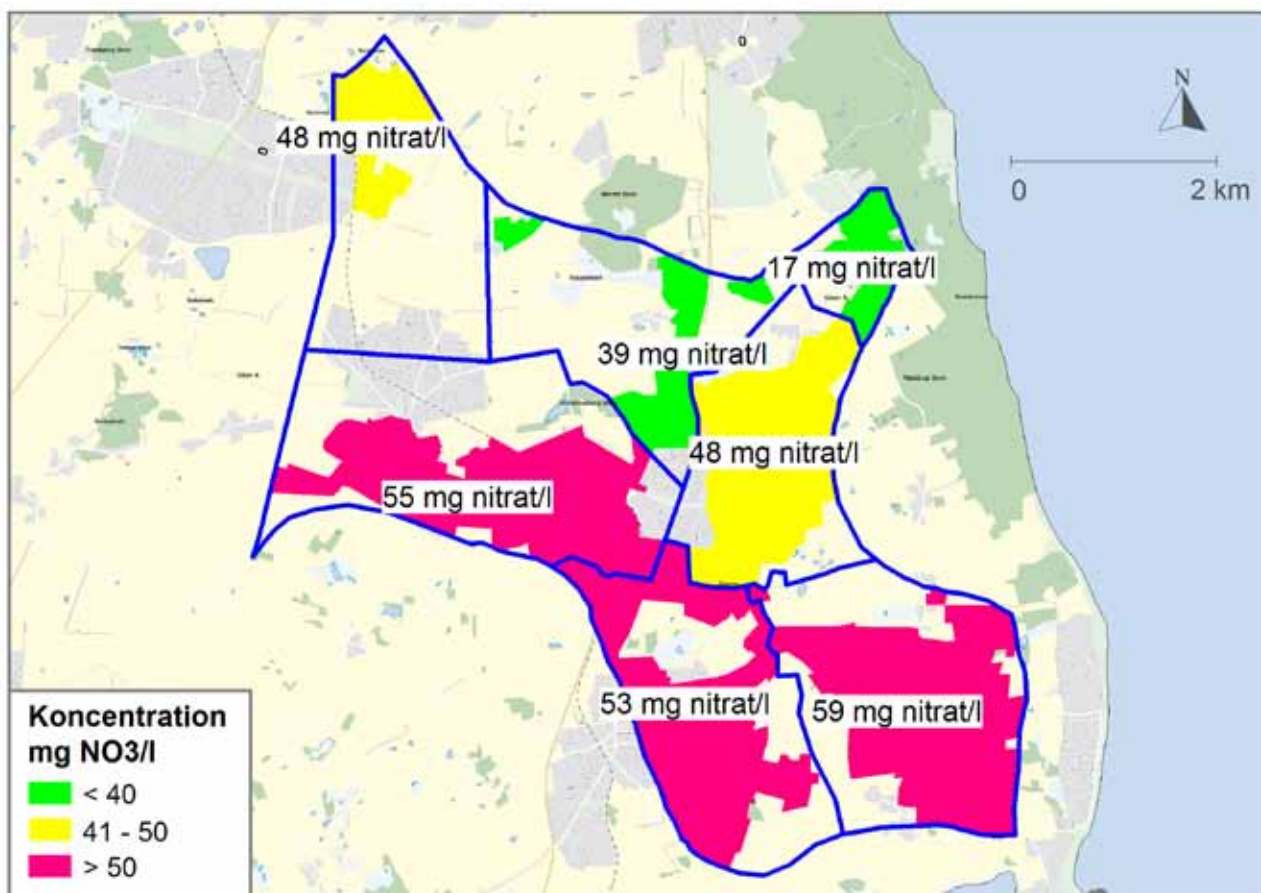 48 mg nitrat/l
N
0 2 km
17 mg nitrat/l
39 mg nitrat/l
48 mg nitrat/l
55 mg nitrat/l
53 mg nitrat/l
59 mg nitrat/l
Koncentration
mg NO3/l
< 40
41 - 50
> 50